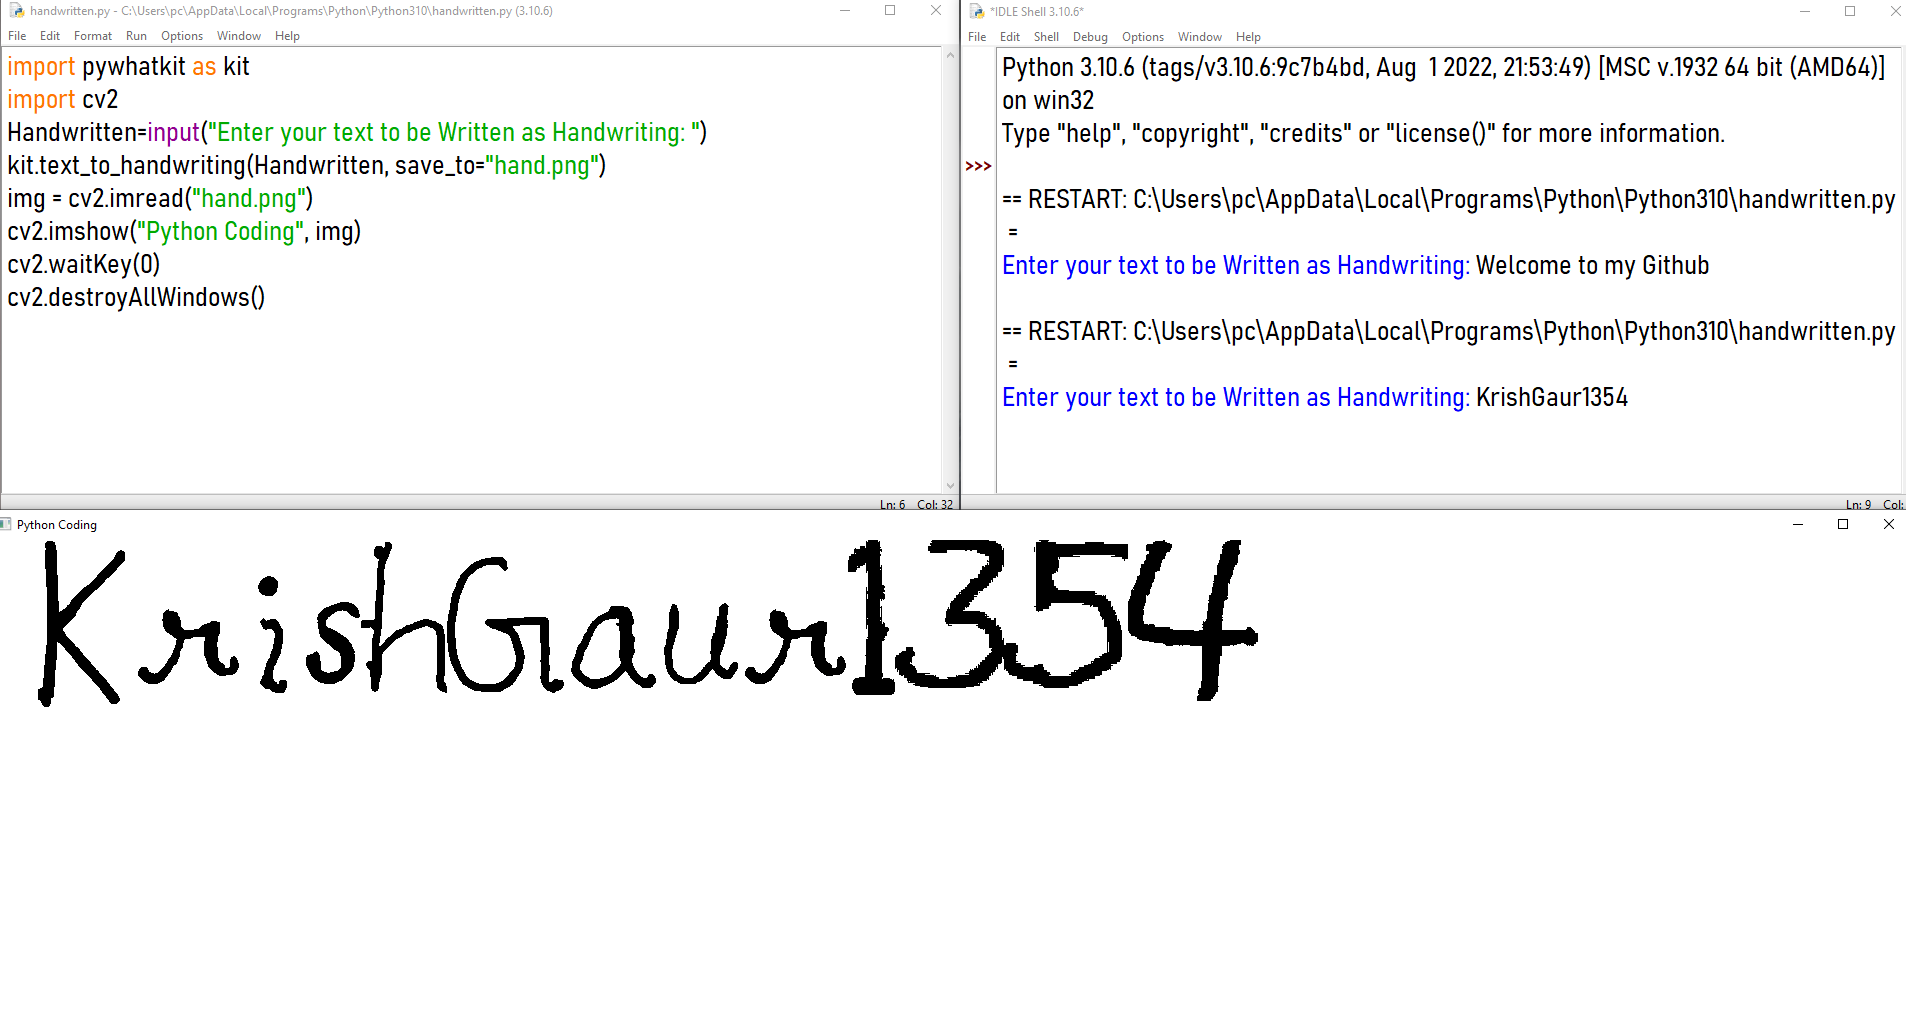 handwritten.py - C:\Users\pc\AppData\Local\Programs\Python\Python310\handwritten.py (3.10.6)
File Edit Format Run Options Window Help
import pywhatkit as kit
import cv2
Handwritten=input("Enter your text to be Written as Handwriting: ")
kit.text_to_handwriting(Handwritten, save_to="hand.png")
img = cv2.imread("hand.png")
cv2.imshow("Python Coding", img)
cv2.waitKey(0)
cv2.destroyAllWindows()
Ln: 6 Col: 32
*IDLE Shell 3.10.6*
File Edit Shell Debug Options Window Help
Python 3.10.6 (tags/v3.10.6:9c7b4bd, Aug  1 2022, 21:53:49) [MSC v.1932 64 bit (AMD64)]
on win32
Type "help", "copyright", "credits" or "license()" for more information.
>>>
== RESTART: C:\Users\pc\AppData\Local\Programs\Python\Python310\handwritten.py
=
Enter your text to be Written as Handwriting: Welcome to my Github
== RESTART: C:\Users\pc\AppData\Local\Programs\Python\Python310\handwritten.py
=
Enter your text to be Written as Handwriting: KrishGaur1354
Ln: 9 Col:
Python Coding
KrishGaur1354